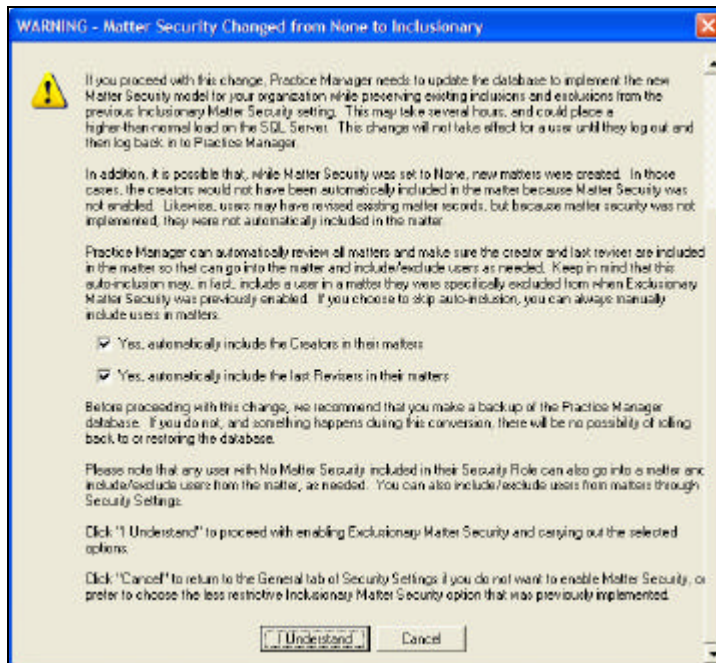 WARNING - Matter Security Changed from None to Inclusionary
If you proceed with this change, Practice Manager needs to update the database to implement the new
Matter Security model for your organization while preserving existing inclusions and exclusions from the
previous Inclusionary Matter Security setting. This may take several hours, and could place a
higher-than-normal load on the SQL Server. This change will not take effect for a user until they log out and
then log back in to Practice Manager.
In addition, it is possible that, while Matter Security was set to None, new matters were created. In those
cases, the creators would not have been automatically included in the matter because Matter Security was
not enabled. Likewise, users may have revised existing matter records, but because matter security was not
implemented, they were not automatically included in the matter.
Practice Manager can automatically review all matters and make sure the creator and last reviser are included
in the matter so that can go into the matter and include/exclude users as needed. Keep in mind that this
auto-inclusion may, in fact, include a user in a matter they were specifically excluded from when Exclusionary
Matter Security was previously enabled. If you choose to skip auto-inclusion, you can always manually
include users in matters.
Yes, automatically include the Creators in their matters
Yes, automatically include the last Revisers in their matters
Before proceeding with this change, we recommend that you make a backup of the Practice Manager
database. If you do not, and something happens during this conversion, there will be no possibility of rolling
back to or restoring the database.
Please note that any user with No Matter Security included in their Security Role can also go into a matter and
include/exclude users from the matter, as needed. You can also include/exclude users from matters through
Security Settings.
Click "I Understand" to proceed with enabling Exclusionary Matter Security and carrying out the selected
options.
Click "Cancel" to return to the General tab of Security Settings if you do not want to enable Matter Security, or
prefer to choose the less restrictive Inclusionary Matter Security option that was previously implemented.
I Understand Cancel